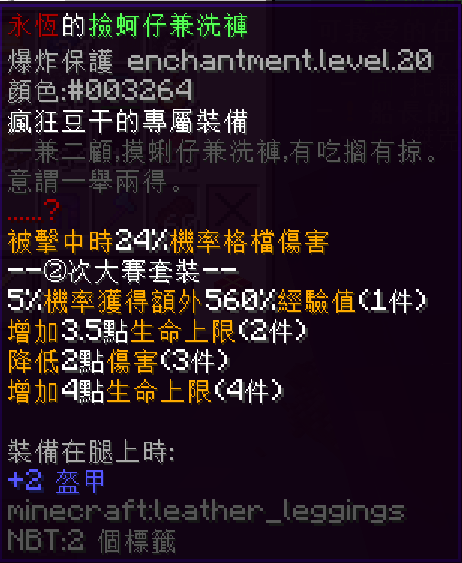 永恆的撿蚵仔兼洗褲
爆炸保護 enchantment.level.20
顏色:#003264
瘋狂豆干的專屬裝備
一兼二顧,摸蜊仔兼洗褲,有吃擱有掠。
意謂一舉兩得。
……?
被擊中時24%機率格檔傷害
--②次大賽套裝--
5%機率獲得額外560%經驗值(1件)
增加3.5點生命上限(2件)
降低2點傷害(3件)
增加4點生命上限(4件)
裝備在腿上時:
+2 盔甲
minecraft:leather_leggings
NBT:2 個標籤